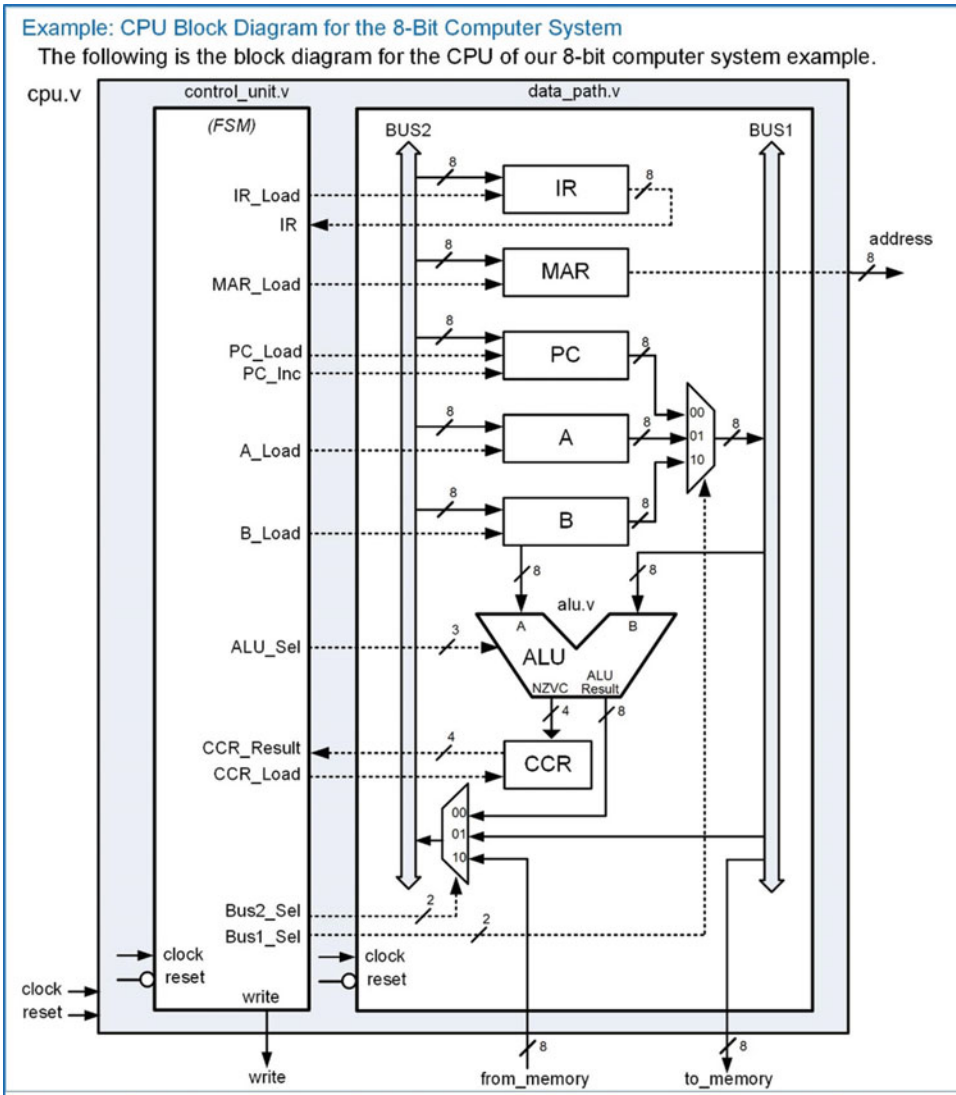 Example: CPU Block Diagram for the 8-Bit Computer System
The following is the block diagram for the CPU of our 8-bit computer system example.
cpu.v
control_unit.v
data_path.v
(FSM)
BUS2
BUS1
8
IR
8
IR_Load
IR
8
MAR
address
8
MAR_Load
8
PC
8
PC_Load
PC_Inc
00
01
10
8
8
A
8
A_Load
8
B
8
B_Load
8
8
alu.v
A
B
ALU_Sel
3
ALU
NZVC
ALU
Result
4
8
CCR_Result
4
CCR
CCR_Load
00
01
10
Bus2_Sel
2
Bus1_Sel
2
clock
reset
clock
reset
clock
reset
write
8
8
write
from_memory
to_memory